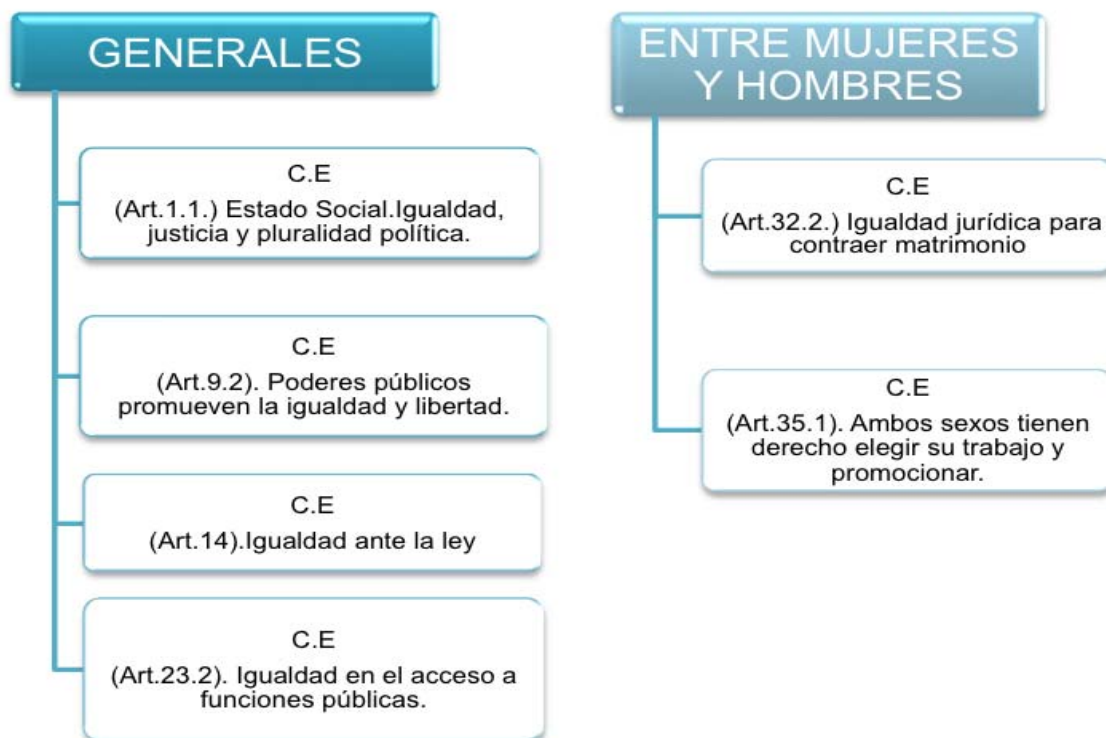 GENERALES
C.E
(Art.1.1.) Estado Social.Igualdad,
justicia y pluralidad política.
C.E
(Art.9.2). Poderes públicos
promueven la igualdad y libertad.
C.E
(Art.14).Igualdad ante la ley
C.E
(Art.23.2). Igualdad en el acceso a
funciones públicas.
ENTRE MUJERES
Y HOMBRES
C.E
(Art.32.2.) Igualdad jurídica para
contraer matrimonio
C.E
(Art.35.1). Ambos sexos tienen
derecho elegir su trabajo y
promocionar.